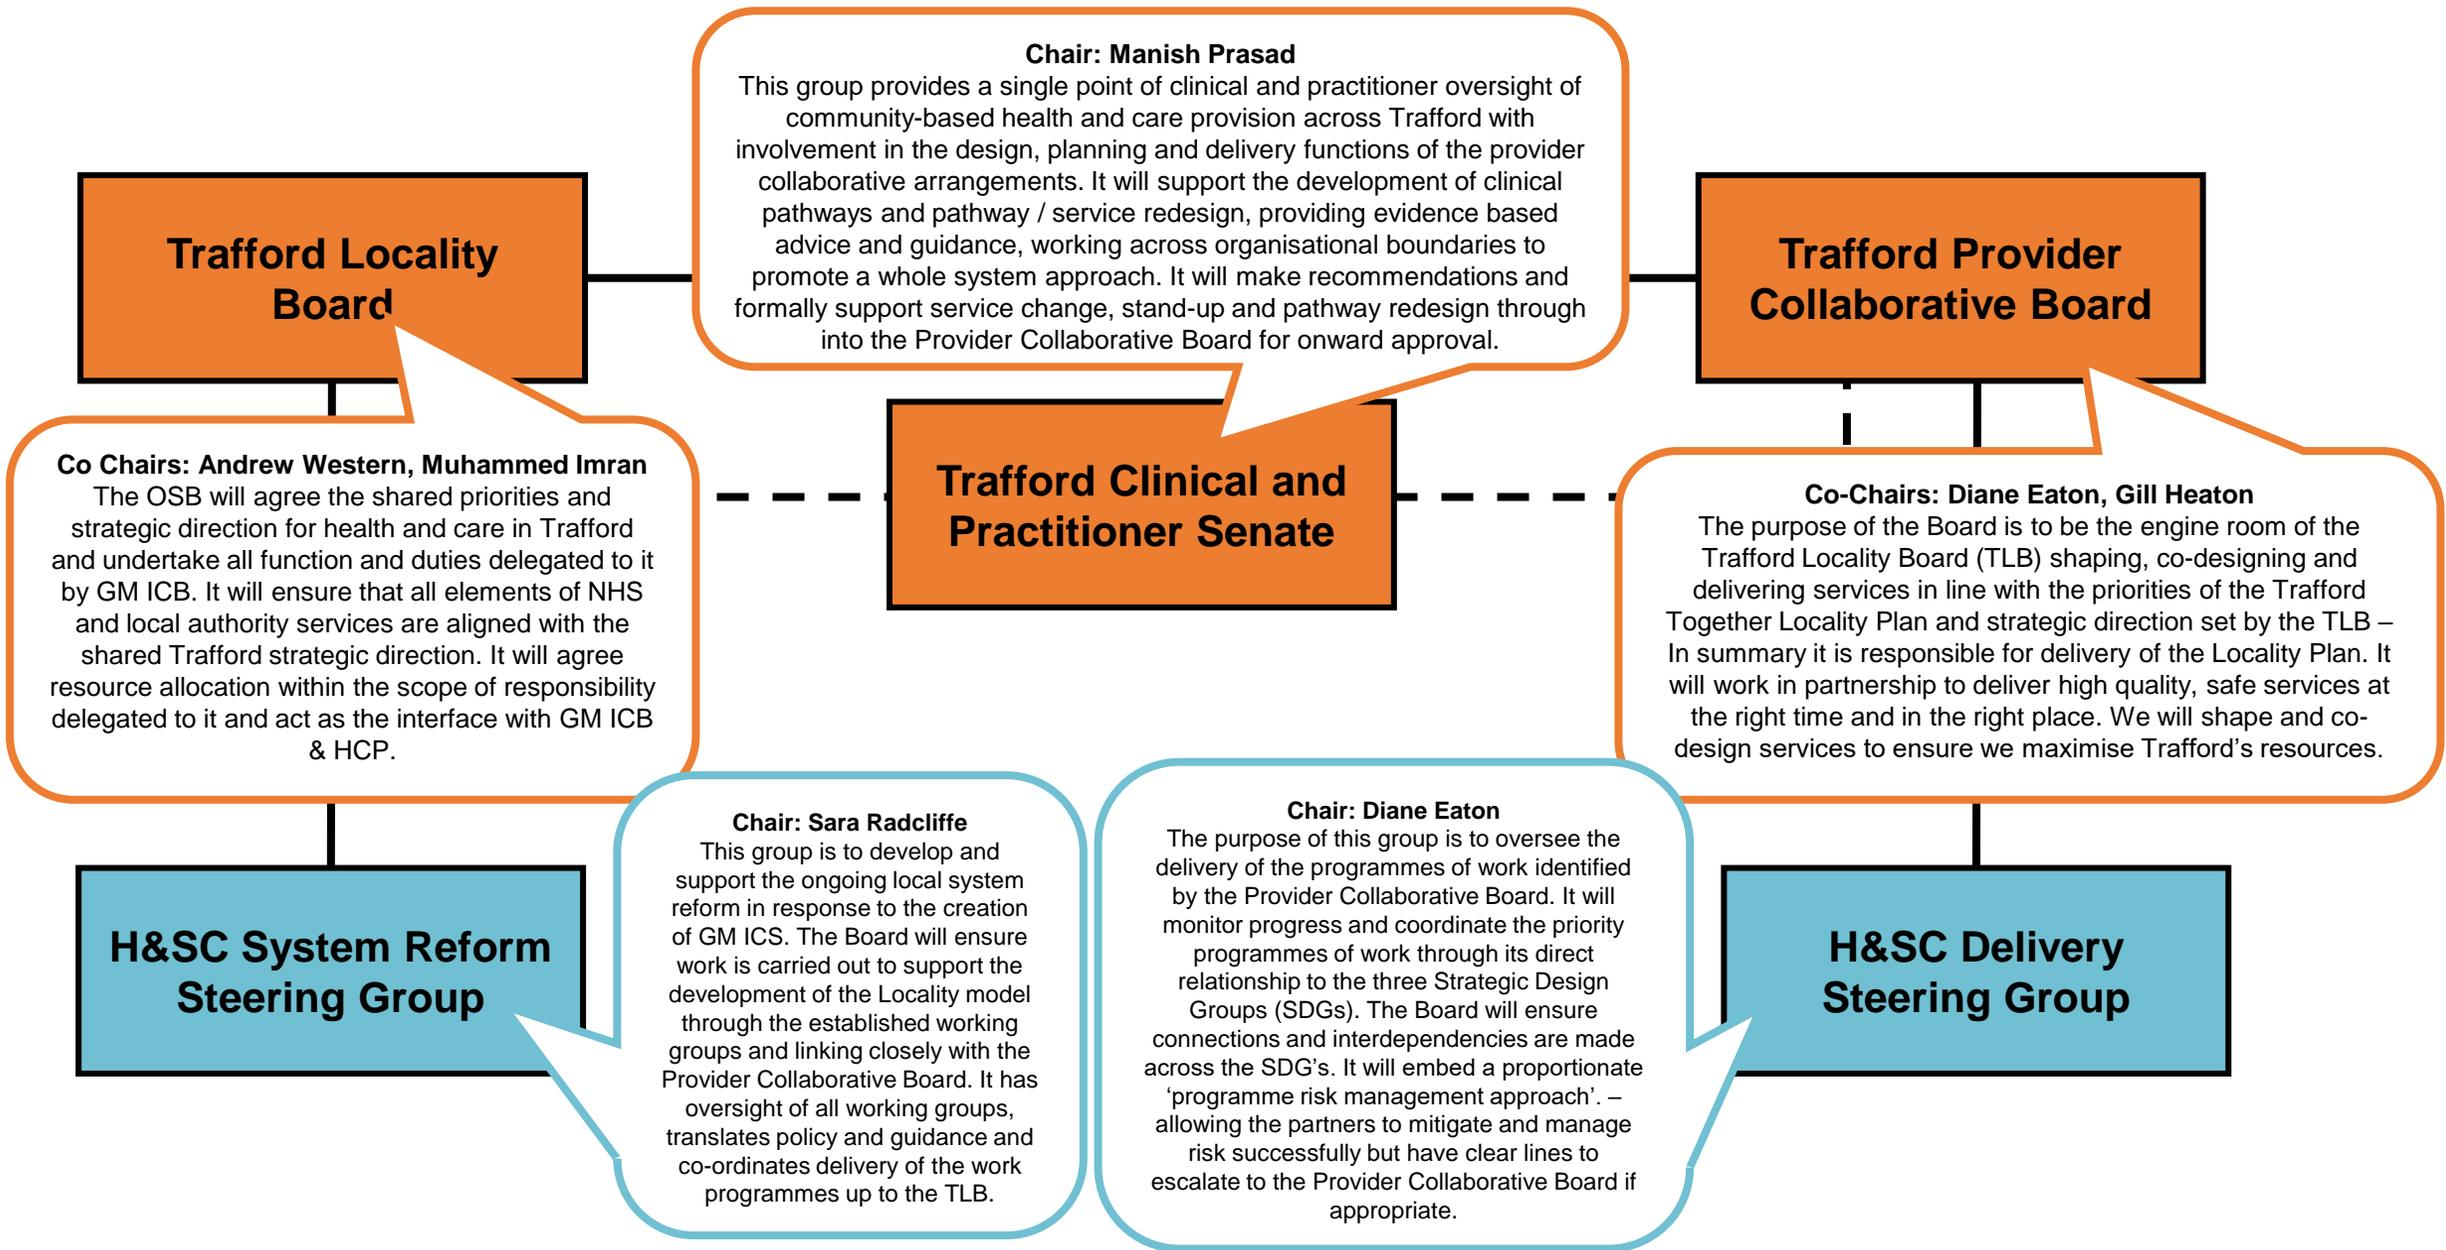 Chair: Manish Prasad
This group provides a single point of clinical and practitioner oversight of
community-based health and care provision across Trafford with
involvement in the design, planning and delivery functions of the provider
collaborative arrangements. It will support the development of clinical
pathways and pathway / service redesign, providing evidence based
advice and guidance, working across organisational boundaries to
promote a whole system approach. It will make recommendations and
formally support service change, stand-up and pathway redesign through
into the Provider Collaborative Board for onward approval.
Trafford Locality
Board
Trafford Provider
Collaborative Board
Co Chairs: Andrew Western, Muhammed Imran
The OSB will agree the shared priorities and
strategic direction for health and care in Trafford
and undertake all function and duties delegated to it
by GM ICB. It will ensure that all elements of NHS
and local authority services are aligned with the
shared Trafford strategic direction. It will agree
resource allocation within the scope of responsibility
delegated to it and act as the interface with GM ICB
& HCP.
Trafford Clinical and
Practitioner Senate
Co-Chairs: Diane Eaton, Gill Heaton
The purpose of the Board is to be the engine room of the
Trafford Locality Board (TLB) shaping, co-designing and
delivering services in line with the priorities of the Trafford
Together Locality Plan and strategic direction set by the TLB –
In summary it is responsible for delivery of the Locality Plan. It
will work in partnership to deliver high quality, safe services at
the right time and in the right place. We will shape and co-
design services to ensure we maximise Trafford’s resources.
H&SC System Reform
Steering Group
Chair: Sara Radcliffe
This group is to develop and
support the ongoing local system
reform in response to the creation
of GM ICS. The Board will ensure
work is carried out to support the
development of the Locality model
through the established working
groups and linking closely with the
Provider Collaborative Board. It has
oversight of all working groups,
translates policy and guidance and
co-ordinates delivery of the work
programmes up to the TLB.
Chair: Diane Eaton
The purpose of this group is to oversee the
delivery of the programmes of work identified
by the Provider Collaborative Board. It will
monitor progress and coordinate the priority
programmes of work through its direct
relationship to the three Strategic Design
Groups (SDGs). The Board will ensure
connections and interdependencies are made
across the SDG’s. It will embed a proportionate
‘programme risk management approach’. –
allowing the partners to mitigate and manage
risk successfully but have clear lines to
escalate to the Provider Collaborative Board if
appropriate.
H&SC Delivery
Steering Group